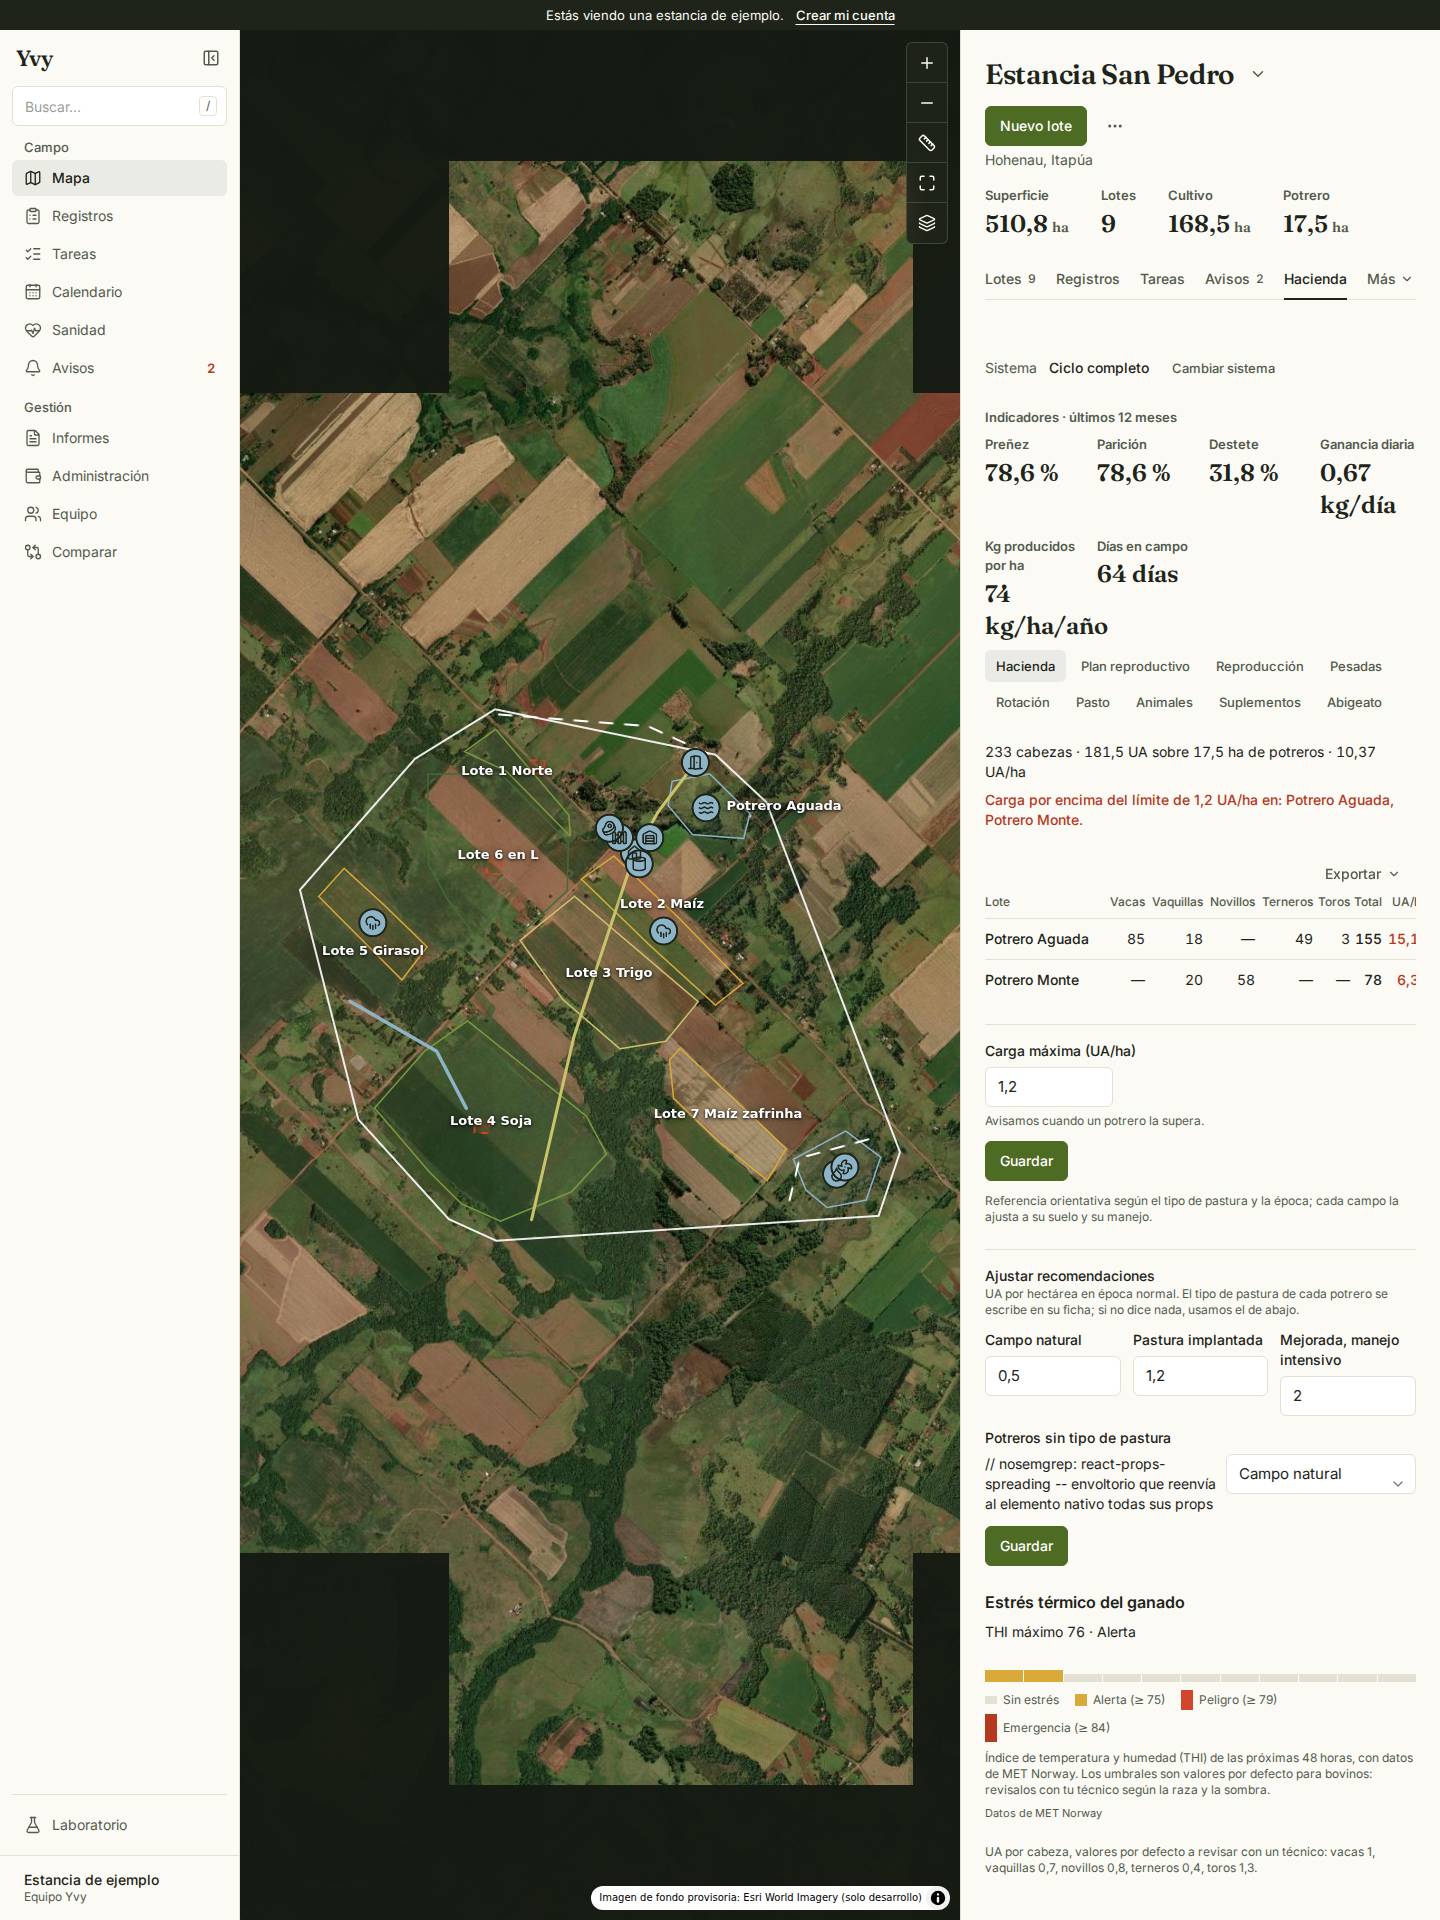 Estás viendo una estancia de ejemplo. Crear mi cuenta
Yvy
Buscar... /
Campo
Mapa
Registros
Tareas
Calendario
Sanidad
Avisos 2
Gestión
Informes
Administración
Equipo
Comparar
Laboratorio
Estancia de ejemplo
Equipo Yvy
Lote 1 Norte
Potrero Aguada
Lote 6 en L
Lote 2 Maíz
Lote 5 Girasol
Lote 3 Trigo
Lote 7 Maíz zafrinha
Lote 4 Soja
Imagen de fondo provisoria: Esri World Imagery (solo desarrollo)
Estancia San Pedro
Nuevo lote
Hohenau, Itapúa
Superficie Lotes Cultivo Potrero
510,8 ha 9 168,5 ha 17,5 ha
Lotes 9 Registros Tareas Avisos 2 Hacienda Más
Sistema Ciclo completo Cambiar sistema
Indicadores · últimos 12 meses
Preñez Parición Destete Ganancia diaria
78,6 % 78,6 % 31,8 % 0,67
kg/día
Kg producidos Días en campo
por ha 64 días
74
kg/ha/año
Hacienda Plan reproductivo Reproducción Pesadas
Rotación Pasto Animales Suplementos Abigeato
233 cabezas · 181,5 UA sobre 17,5 ha de potreros · 10,37
UA/ha
Carga por encima del límite de 1,2 UA/ha en: Potrero Aguada,
Potrero Monte.
Exportar
Lote Vacas Vaquillas Novillos Terneros Toros Total
Potrero Aguada 85 18 — 49 3 155 15,1
Potrero Monte — 20 58 — — 78 6,3
Carga máxima (UA/ha)
1,2
Avisamos cuando un potrero la supera.
Guardar
Referencia orientativa según el tipo de pastura y la época; cada campo la
ajusta a su suelo y su manejo.
Ajustar recomendaciones
UA por hectárea en época normal. El tipo de pastura de cada potrero se
escribe en su ficha; si no dice nada, usamos el de abajo.
Campo natural Pastura implantada Mejorada, manejo
intensivo
0,5 1,2 2
Potreros sin tipo de pastura
// nosemgrep: react-props-
spreading -- envoltorio que reenvía
al elemento nativo todas sus props
Campo natural
Guardar
Estrés térmico del ganado
THI máximo 76 · Alerta
Sin estrés Alerta (≥ 75) Peligro (≥ 79)
Emergencia (≥ 84)
Índice de temperatura y humedad (THI) de las próximas 48 horas, con datos
de MET Norway. Los umbrales son valores por defecto para bovinos:
revisalos con tu técnico según la raza y la sombra.
Datos de MET Norway
UA por cabeza, valores por defecto a revisar con un técnico: vacas 1,
vaquillas 0,7, novillos 0,8, terneros 0,4, toros 1,3.